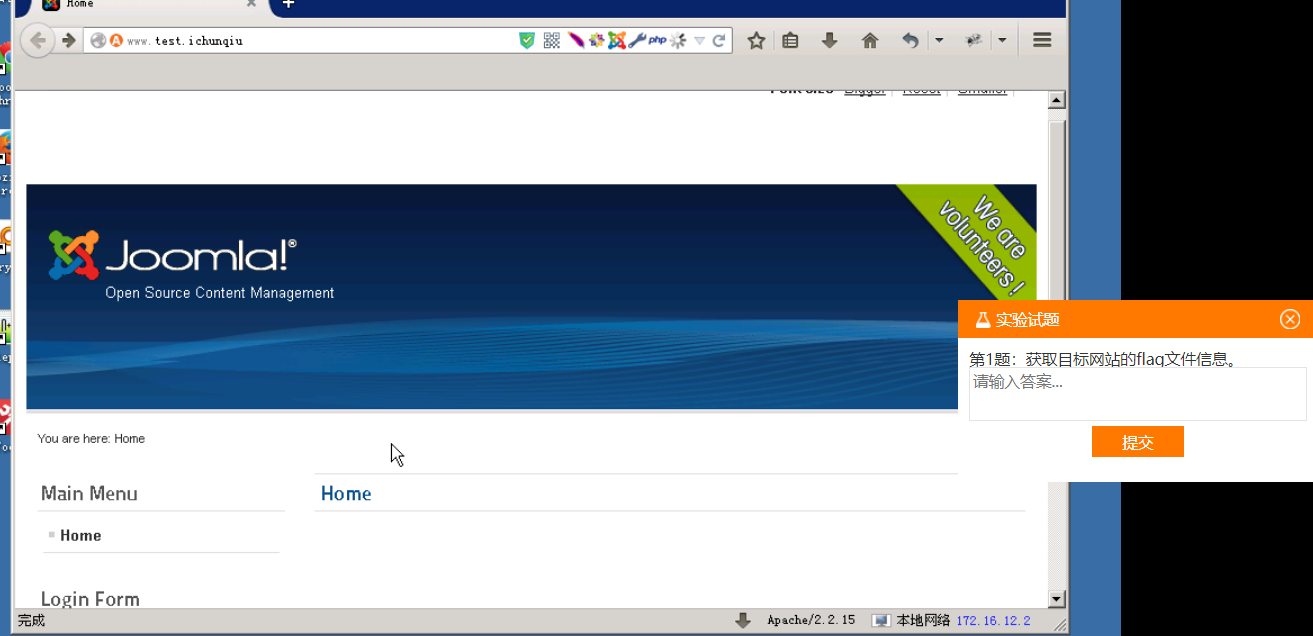 Home
www.test.ichunqiu
php
Font size Bigger Reset Smaller
Joomla!®
Open Source Content Management
We are
volunteers!
实验试题
第1题：获取目标网站的flag文件信息。
请输入答案...
提交
You are here: Home
Main Menu
Home
Home
Login Form
完成
Apache/2.2.15
本地网络 172.16.12.2